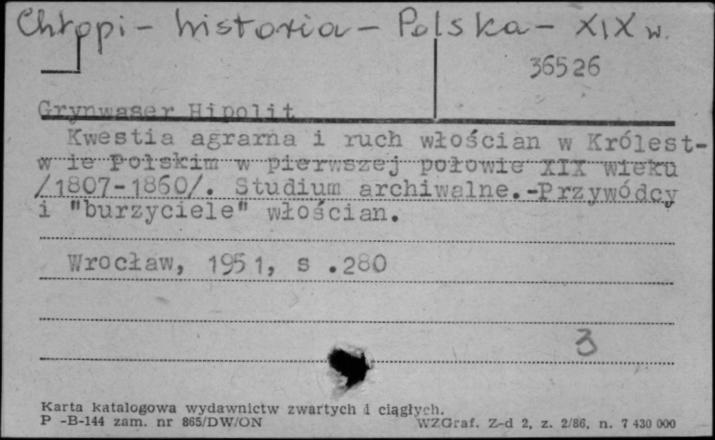 Chłopi - historia - Polska - XIX w.
36526
Grynwaser Hipolit
Kwestia agrarna i ruch włościan w Królest-
w ie Polskim w pierwszej połowie XIX wieku
/1807-1860/. Studium archiwalne.-Przywódcy
i "burzyciele" włościan.
Wrocław, 1951, s .280
3
Karta katalogowa wydawnictw zwartych i ciągłych.
P -B-144 zam. nr 865/DW/ON WZGraf. Z-d 2, z. 2/86, n. 7 430 000